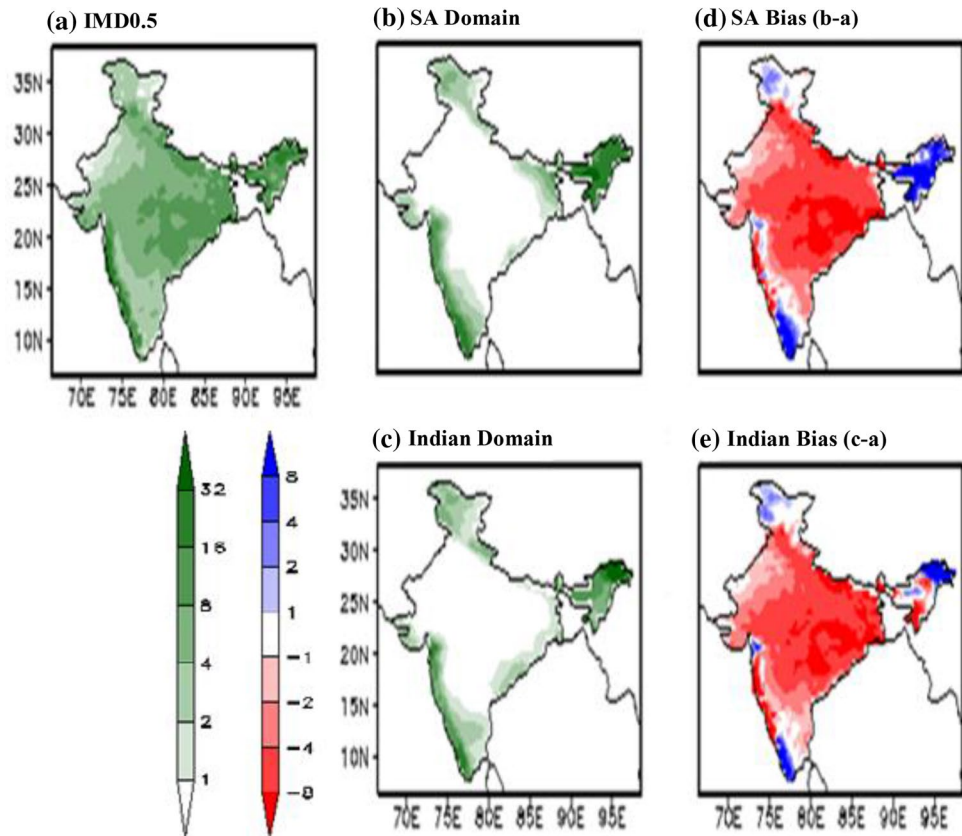 (a) IMD0.5
(b) SA Domain
(d) SA Bias (b-a)
35N
30N
25N
20N
15N
10N
70E 75E 80E 85E 90E 95E
(c) Indian Domain
(e) Indian Bias (c-a)
32
16
8
4
2
1
8
4
2
1
-1
-2
-4
-8
35N
30N
25N
20N
15N
10N
70E 75E 80E 85E 90E 95E
70E 75E 80E 85E 90E 95E